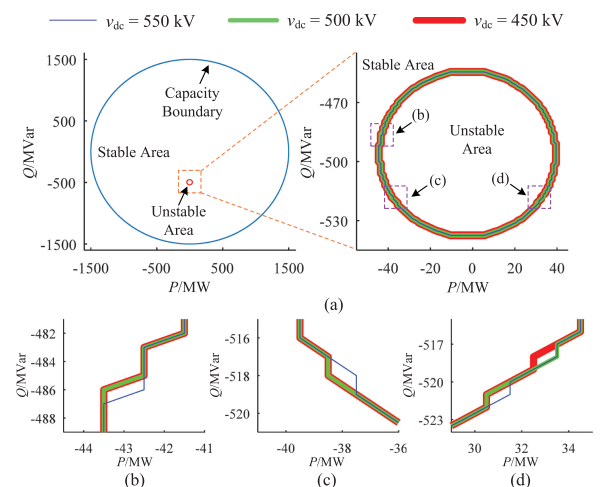 v_dc = 550 kV v_dc = 500 kV v_dc = 450 kV
1500
500
-500
-1500
Q/MVar
Capacity
Boundary
Stable Area
Unstable
Area
-1500 -500 500 1500
P/MW
Stable Area
-470
-500
-530
Q/MVar
(b)
Unstable
Area
(c)
(d)
-40 -20 0 20 40
P/MW
(a)
-482
-484
-486
-488
Q/MVar
-44 -43 -42 -41
P/MW
(b)
-516
-518
-520
Q/MVar
-40 -38 -36
P/MW
(c)
-517
-520
-523
Q/MVar
30 32 34
P/MW
(d)